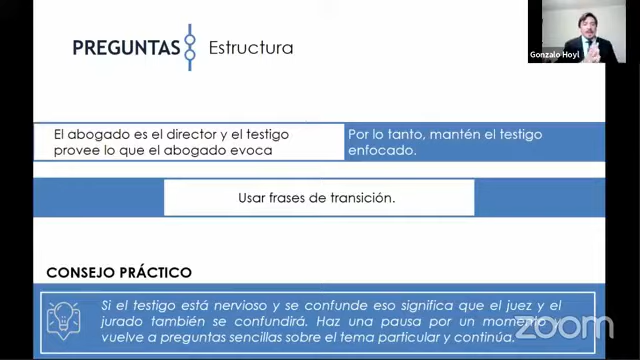 PREGUNTAS Estructura
Gonzalo Hoyl
El abogado es el director y el testigo
provee lo que el abogado evoca
Por lo tanto, mantén el testigo
enfocado.
Usar frases de transición.
CONSEJO PRÁCTICO
Si el testigo está nervioso y se confunde eso significa que el juez y el
jurado también se confundirá. Haz una pausa por un momento y
vuelve a preguntas sencillas sobre el tema particular y continúa.
zoom